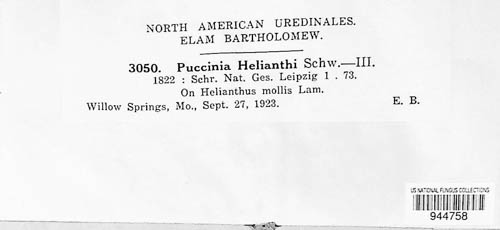 NORTH AMERICAN UREDINALES.
ELAM BARTHOLOMEW.
3050. Puccinia Helianthi Schw.—III.
1822 : Schr. Nat. Ges. Leipzig 1 . 73.
On Helianthus mollis Lam.
Willow Springs, Mo., Sept. 27, 1923. E. B.
US NATIONAL FUNGUS COLLECTIONS
944758